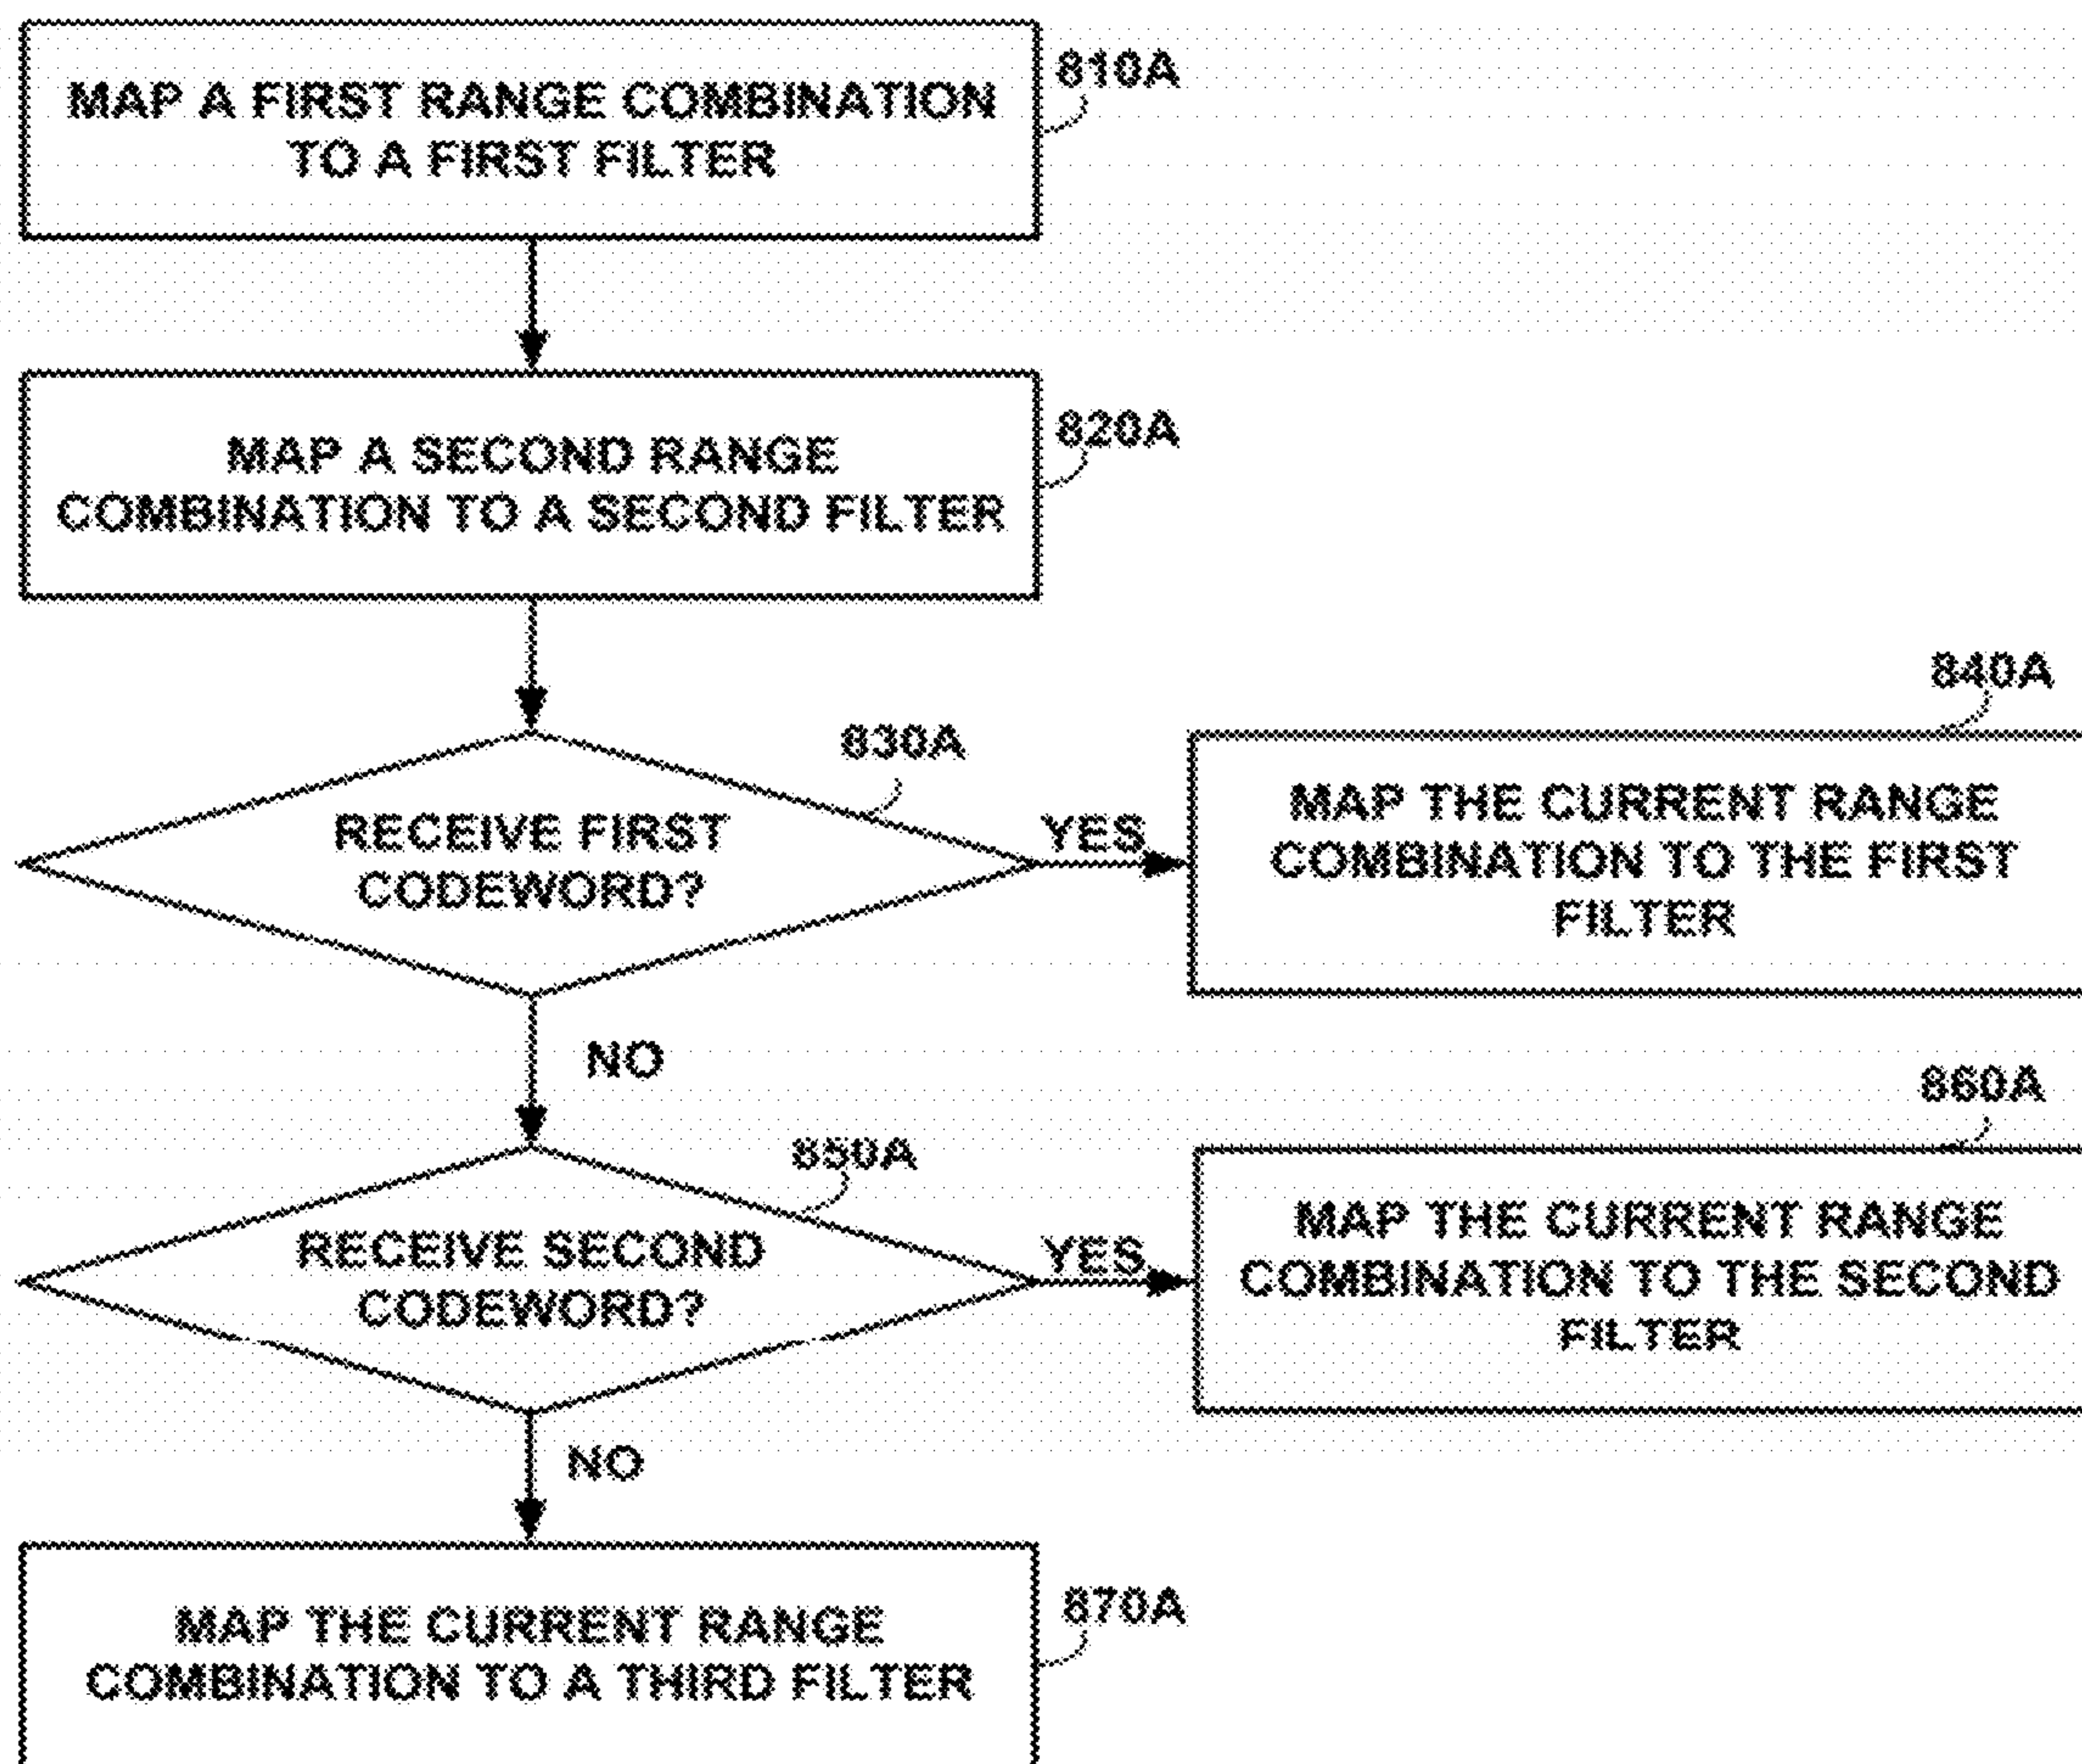 MAP A FIRST RANGE COMBINATION
TO A FIRST FILTER
810A
MAP A SECOND RANGE
COMBINATION TO A SECOND FILTER
820A
RECEIVE FIRST
CODEWORD?
830A
YES
MAP THE CURRENT RANGE
COMBINATION TO THE FIRST
FILTER
840A
NO
RECEIVE SECOND
CODEWORD?
850A
YES
MAP THE CURRENT RANGE
COMBINATION TO THE SECOND
FILTER
860A
NO
MAP THE CURRENT RANGE
COMBINATION TO A THIRD FILTER
870A